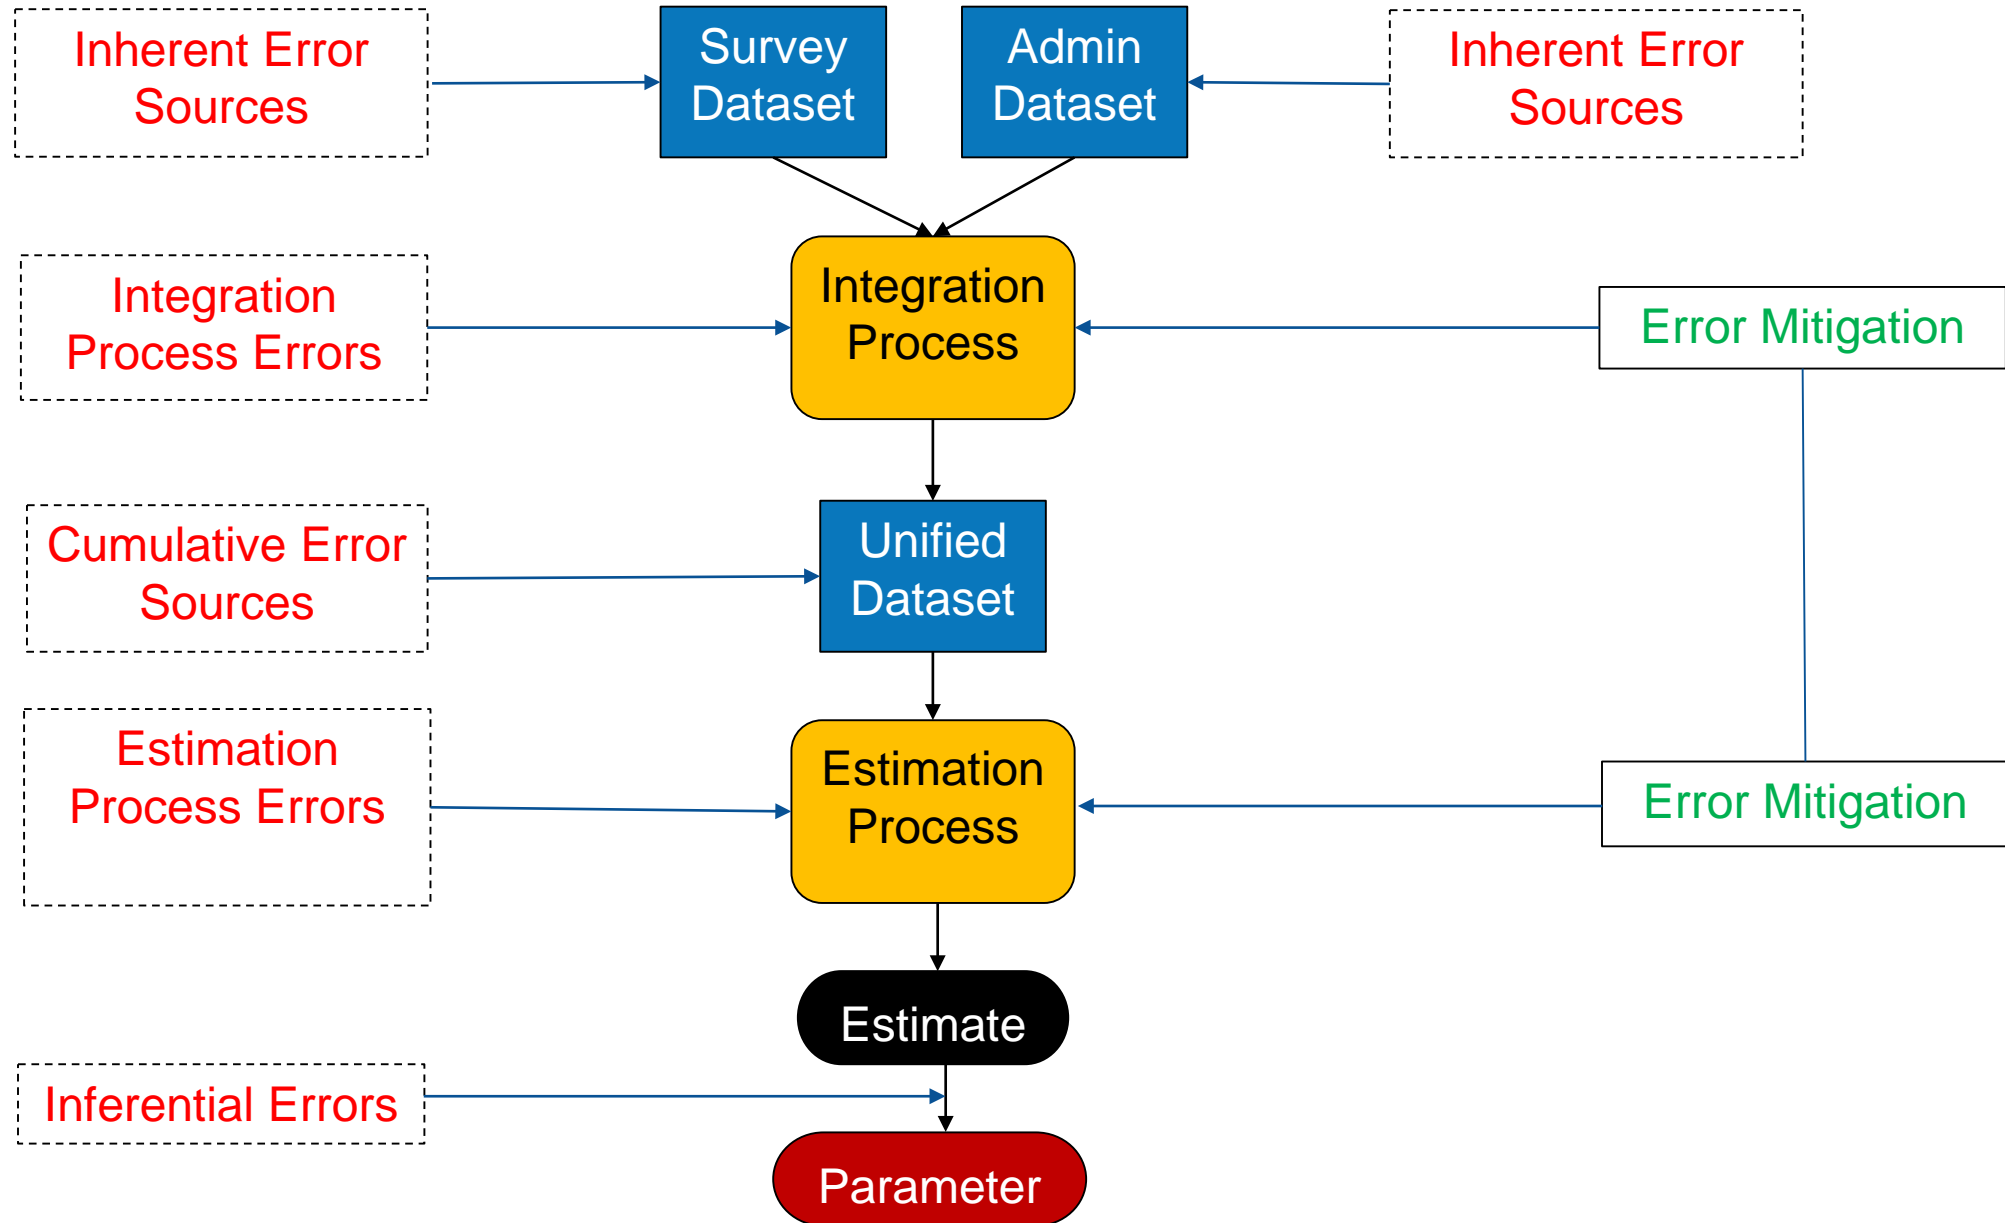 Inherent Error
Sources
Survey
Dataset
Admin
Dataset
Inherent Error
Sources
Integration
Process Errors
Integration
Process
Error Mitigation
Cumulative Error
Sources
Unified
Dataset
Estimation
Process Errors
Estimation
Process
Error Mitigation
Estimate
Inferential Errors
Parameter